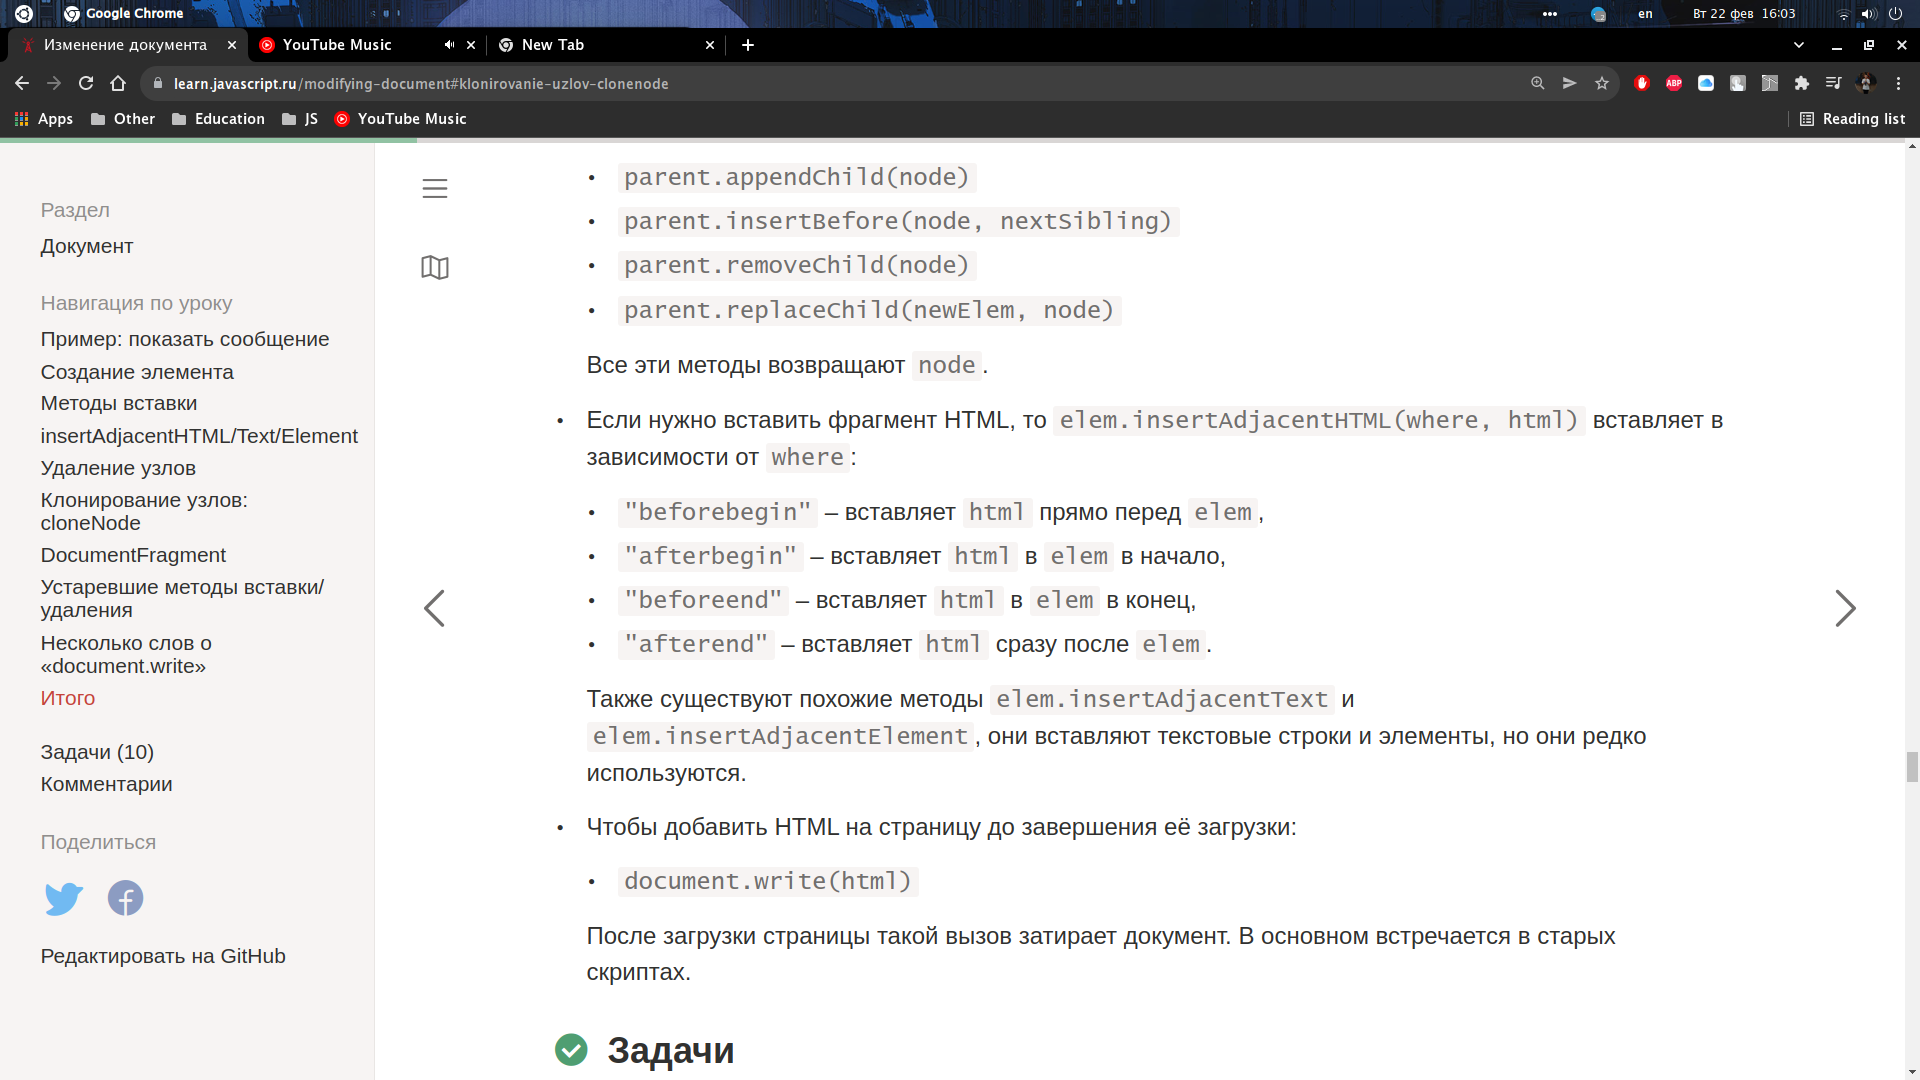 Google Chrome
en
Вт 22 фев 16:03
Изменение документа
YouTube Music
New Tab
learn.javascript.ru/modifying-document#klonirovanie-uzlov-clonenode
ABP
Apps
Other
Education
JS
YouTube Music
Reading list
Раздел
Документ
Навигация по уроку
Пример: показать сообщение
Создание элемента
Методы вставки
insertAdjacentHTML/Text/Element
Удаление узлов
Клонирование узлов:
cloneNode
DocumentFragment
Устаревшие методы вставки/
удаления
Несколько слов о
«document.write»
Итого
Задачи (10)
Комментарии
Поделиться
Редактировать на GitHub
• parent.appendChild(node)
• parent.insertBefore(node, nextSibling)
• parent.removeChild(node)
• parent.replaceChild(newElem, node)
Все эти методы возвращают node.
• Если нужно вставить фрагмент HTML, то elem.insertAdjacentHTML(where, html) вставляет в
зависимости от where:
• "beforebegin" – вставляет html прямо перед elem,
• "afterbegin" – вставляет html в elem в начало,
• "beforeend" – вставляет html в elem в конец,
• "afterend" – вставляет html сразу после elem.
Также существуют похожие методы elem.insertAdjacentText и
elem.insertAdjacentElement, они вставляют текстовые строки и элементы, но они редко
используются.
• Чтобы добавить HTML на страницу до завершения её загрузки:
• document.write(html)
После загрузки страницы такой вызов затирает документ. В основном встречается в старых
скриптах.
Задачи